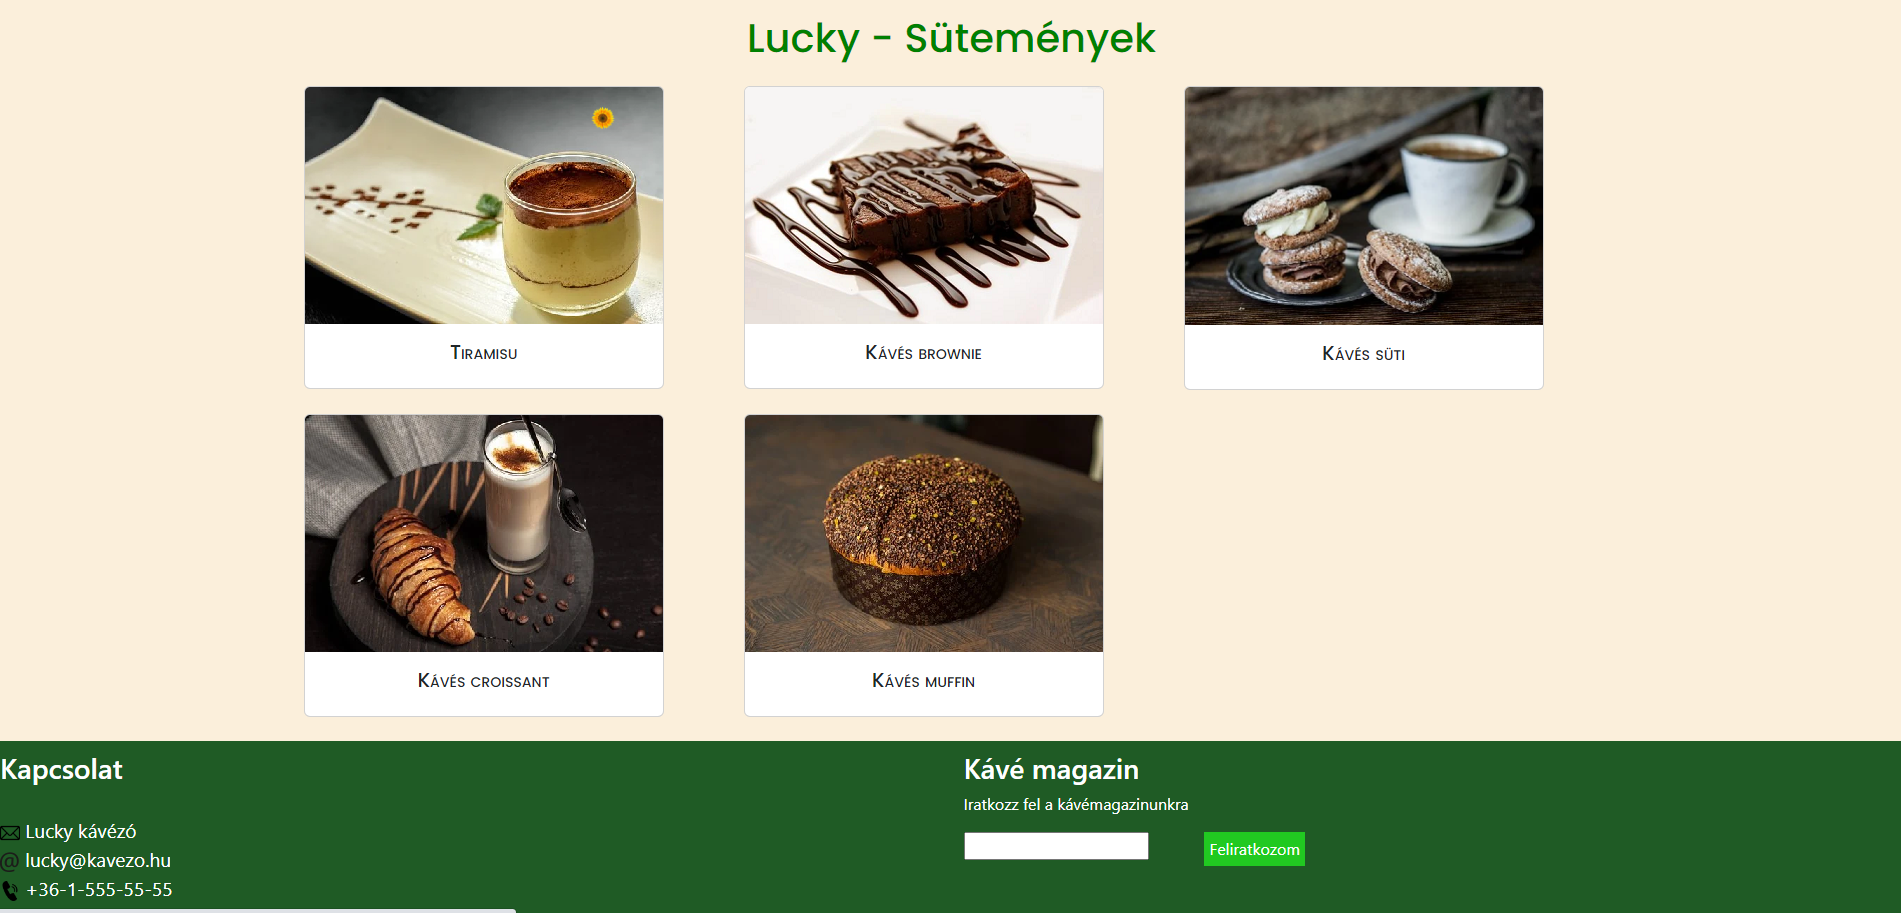 Lucky - Sütemények
Tiramisu
Kávés brownie
Kávés süti
Kávés croissant
Kávés muffin
Kapcsolat
Lucky kávézó
lucky@kavezo.hu
+36-1-555-55-55
Kávé magazin
Iratkozz fel a kávémagazinunkra
Feliratkozom